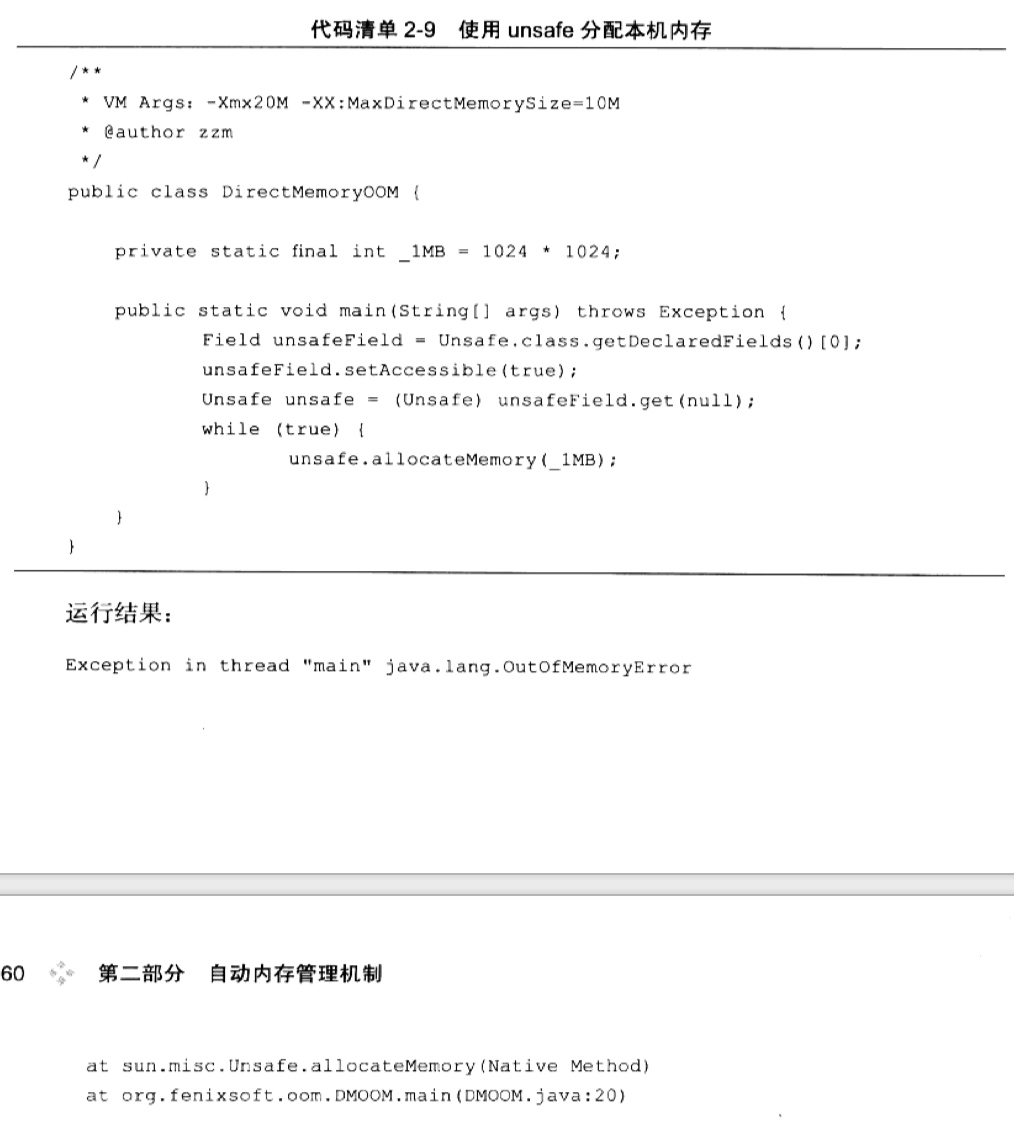 代码清单 2-9 使用 unsafe 分配本机内存
/**
 * VM Args: -Xmx20M -XX:MaxDirectMemorySize=10M
 * @author zzm
 */
public class DirectMemoryOOM {
private static final int _1MB = 1024 * 1024;
public static void main(String[] args) throws Exception {
Field unsafeField = Unsafe.class.getDeclaredFields()[0];
unsafeField.setAccessible(true);
Unsafe unsafe = (Unsafe) unsafeField.get(null);
while (true) {
unsafe.allocateMemory(_1MB);
}
}
}
运行结果：
Exception in thread "main" java.lang.OutOfMemoryError
60 第二部分 自动内存管理机制
at sun.misc.Unsafe.allocateMemory(Native Method)
at org.fenixsoft.oom.DMOOM.main(DMOOM.java:20)